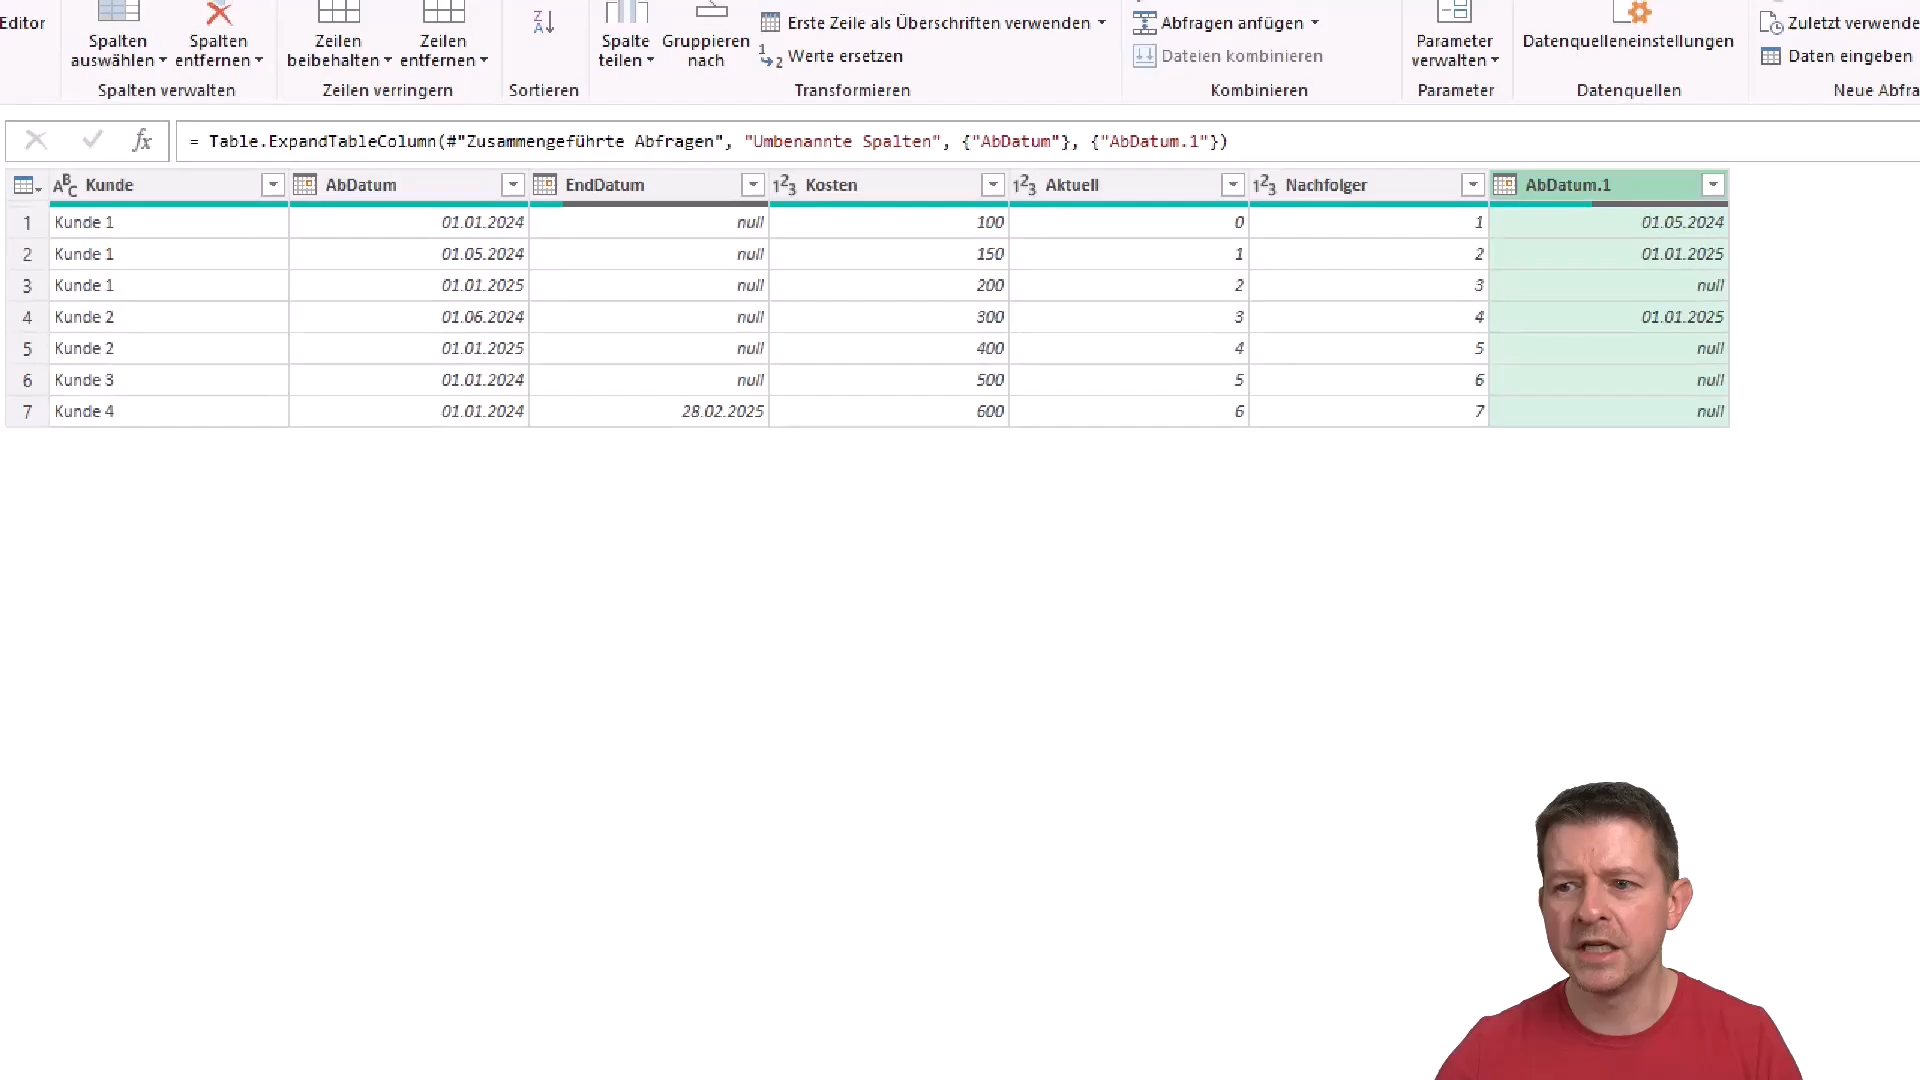 Editor
Spalten auswählen
Spalten entfernen
Spalten verwalten
Zeilen beibehalten
Zeilen entfernen
Zeilen verringern
Sortieren
Spalte teilen
Gruppieren nach
Erste Zeile als Überschriften verwenden
Werte ersetzen
Transformieren
Abfragen anfügen
Dateien kombinieren
Kombinieren
Parameter verwalten
Parameter
Datenquelleneinstellungen
Datenquellen
Zuletzt verwende
Daten eingeben
Neue Abfra
fx = Table.ExpandTableColumn(#"Zusammengeführte Abfragen", "Umbenannte Spalten", {"AbDatum"}, {"AbDatum.1"})
Kunde AbDatum EndDatum Kosten Aktuell Nachfolger AbDatum.1
1 Kunde 1 01.01.2024 null 100 0 1 01.05.2024
2 Kunde 1 01.05.2024 null 150 1 2 01.01.2025
3 Kunde 1 01.01.2025 null 200 2 3 null
4 Kunde 2 01.06.2024 null 300 3 4 01.01.2025
5 Kunde 2 01.01.2025 null 400 4 5 null
6 Kunde 3 01.01.2024 null 500 5 6 null
7 Kunde 4 01.01.2024 28.02.2025 600 6 7 null